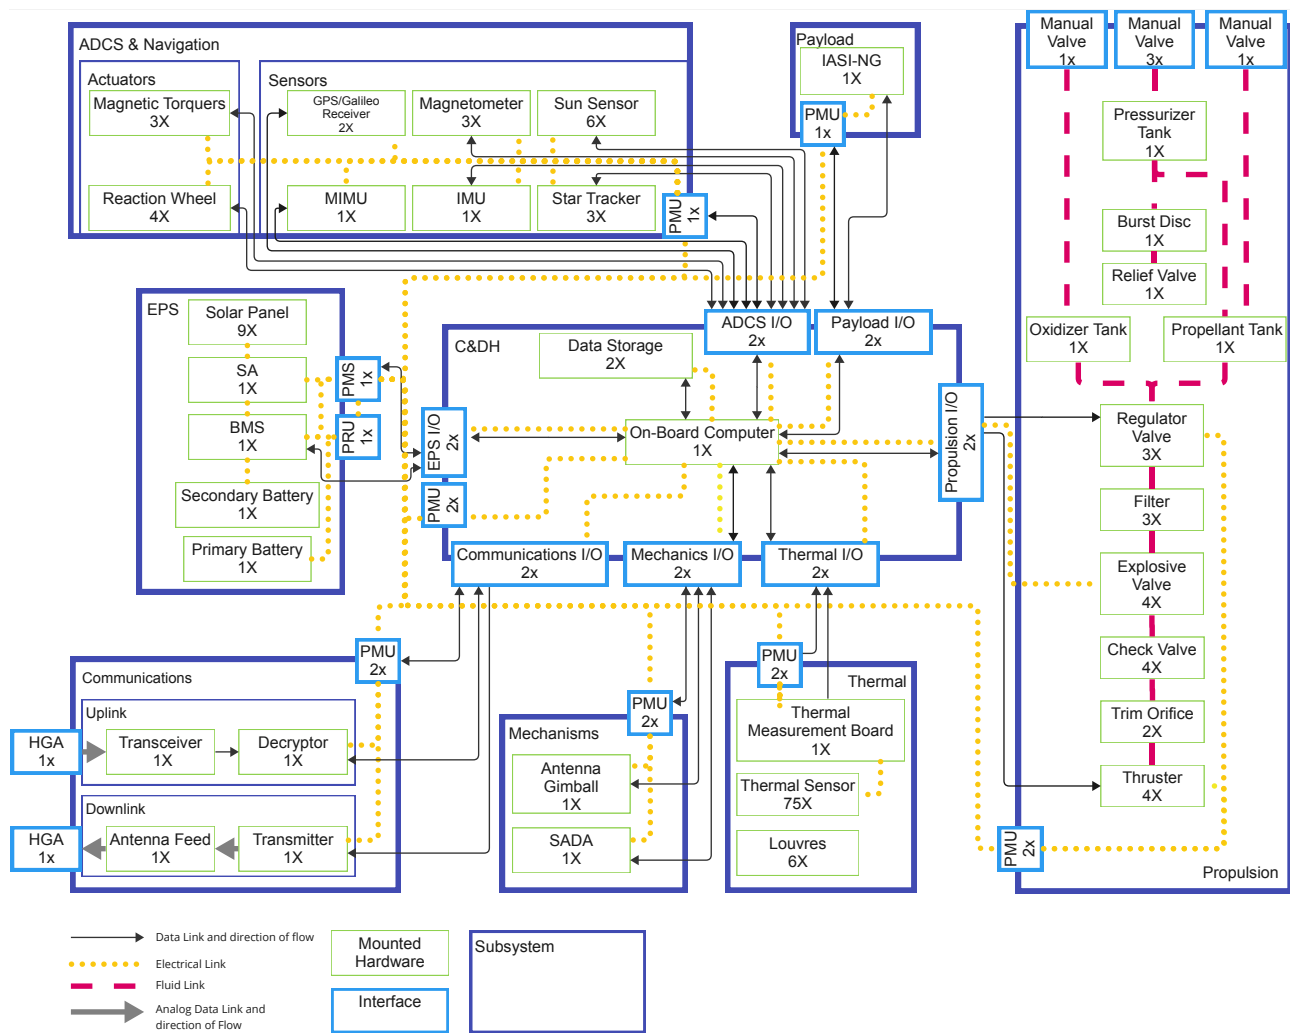 ADCS & Navigation
Actuators
Magnetic Torquers
3X
Reaction Wheel
4X
Sensors
GPS/Galileo
Receiver
2X
Magnetometer
3X
Sun Sensor
6X
MIMU
1X
IMU
1X
Star Tracker
3X
PMU
1x
Payload
IASI-NG
1X
PMU
1x
Manual
Valve
1x
Manual
Valve
3x
Manual
Valve
1x
Pressurizer
Tank
1X
Burst Disc
1X
Relief Valve
1X
Oxidizer Tank
1X
Propellant Tank
1X
Regulator
Valve
3X
Filter
3X
Explosive
Valve
4X
Check Valve
4X
Trim Orifice
2X
Thruster
4X
PMU
2x
Propulsion
EPS
Solar Panel
9X
SA
1X
BMS
1X
Secondary Battery
1X
Primary Battery
1X
PMS
1x
PRU
1x
C&DH
ADCS I/O
2x
Payload I/O
2x
Data Storage
2X
On-Board Computer
1X
EPS I/O
2x
PMU
2x
Propulsion I/O
2x
Communications I/O
2x
Mechanics I/O
2x
Thermal I/O
2x
PMU
2x
Communications
Uplink
HGA
1x
Transceiver
1X
Decryptor
1X
Downlink
HGA
1x
Antenna Feed
1X
Transmitter
1X
PMU
2x
Mechanisms
Antenna
Gimball
1X
SADA
1X
PMU
2x
Thermal
Thermal
Measurement Board
1X
Thermal Sensor
75X
Louvres
6X
Data Link and direction of flow
Electrical Link
Fluid Link
Analog Data Link and
direction of Flow
Mounted
Hardware
Interface
Subsystem